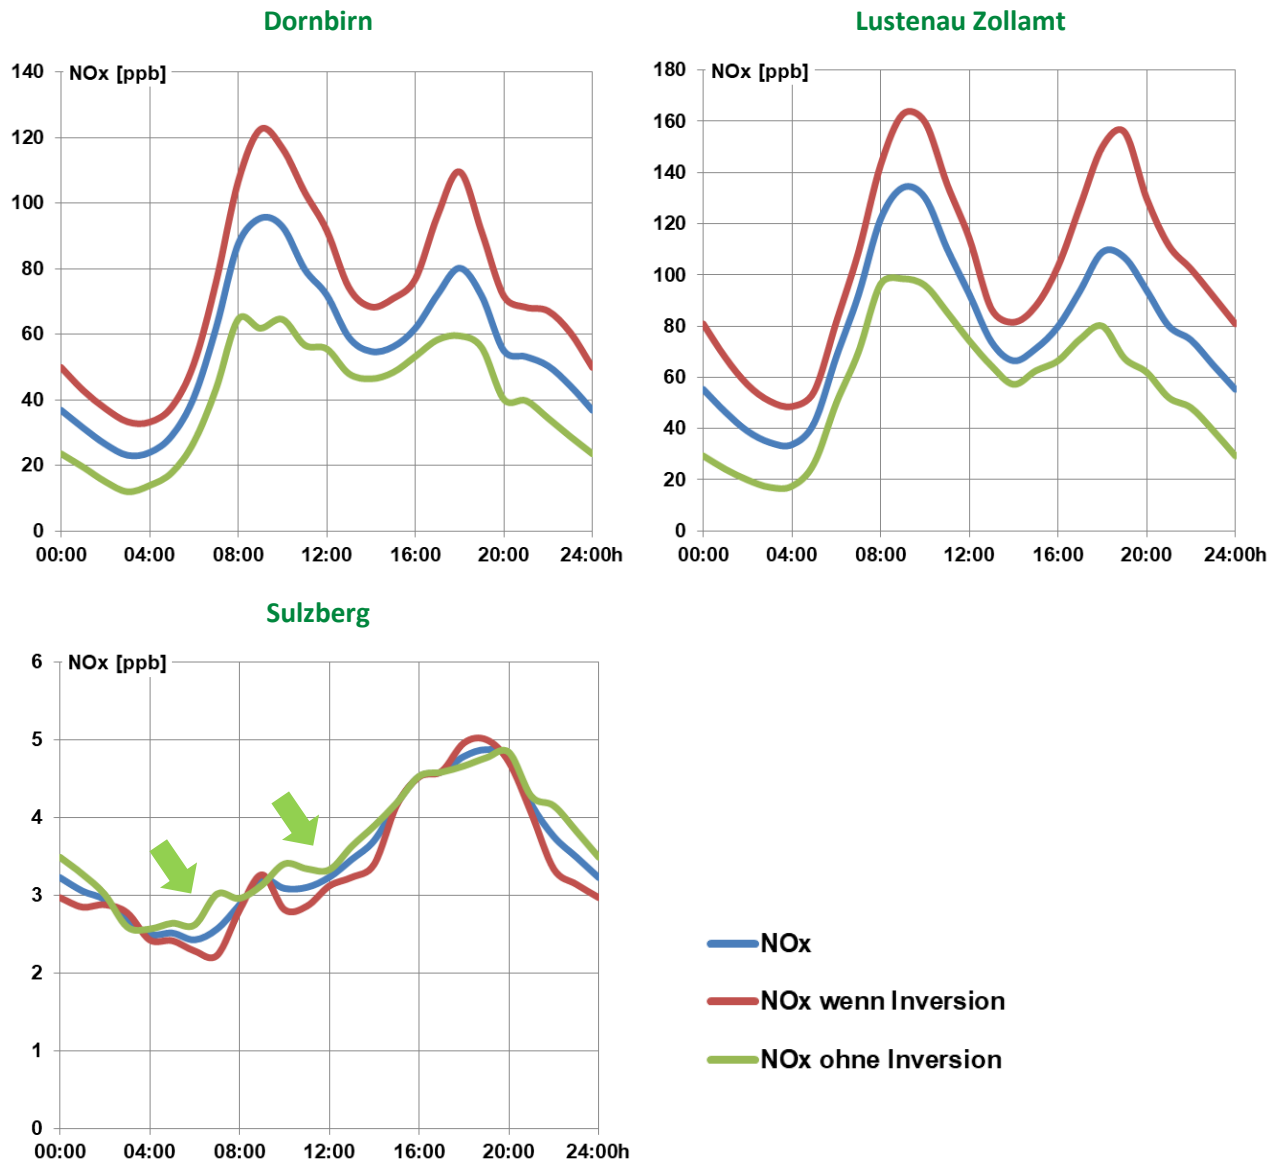 Dornbirn
NOx [ppb]
140
120
100
80
60
40
20
0
00:00 04:00 08:00 12:00 16:00 20:00 24:00h
Lustenau Zollamt
NOx [ppb]
180
160
140
120
100
80
60
40
20
0
00:00 04:00 08:00 12:00 16:00 20:00 24:00h
Sulzberg
NOx [ppb]
6
5
4
3
2
1
0
00:00 04:00 08:00 12:00 16:00 20:00 24:00h
NOx
NOx wenn Inversion
NOx ohne Inversion